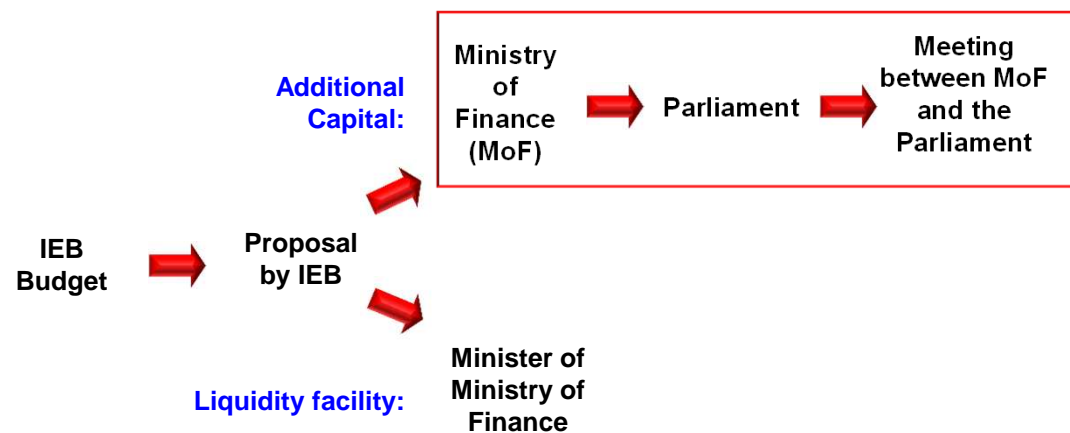 Additional
Capital:
Ministry
of
Finance
(MoF)
Parliament
Meeting
between MoF
and the
Parliament
IEB
Budget
Proposal
by IEB
Liquidity facility:
Minister of
Ministry of
Finance